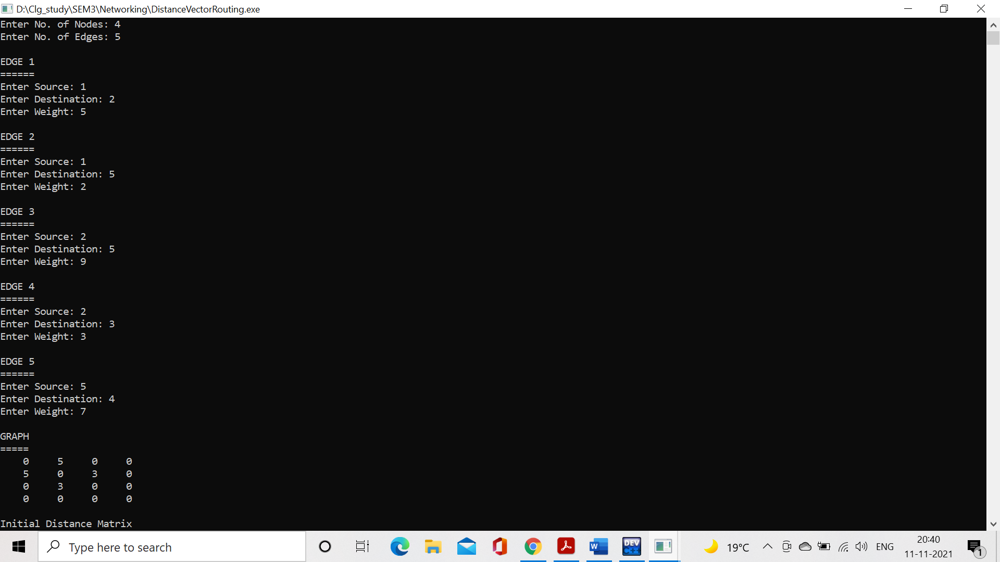 D:\Clg_study\SEM3\Networking\DistanceVectorRouting.exe
Enter No. of Nodes: 4
Enter No. of Edges: 5
EDGE 1
======
Enter Source: 1
Enter Destination: 2
Enter Weight: 5
EDGE 2
======
Enter Source: 1
Enter Destination: 5
Enter Weight: 2
EDGE 3
======
Enter Source: 2
Enter Destination: 5
Enter Weight: 9
EDGE 4
======
Enter Source: 2
Enter Destination: 3
Enter Weight: 3
EDGE 5
======
Enter Source: 5
Enter Destination: 4
Enter Weight: 7
GRAPH
=====
0 5 0 0
5 0 3 0
0 3 0 0
0 0 0 0
Initial Distance Matrix
Type here to search
W
DEV
C++
19°C
ENG
20:40
11-11-2021
1